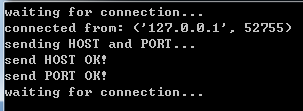 waiting for connection...
connected from: ('127.0.0.1', 52755)
sending HOST and PORT...
send HOST OK!
send PORT OK!
waiting for connection...